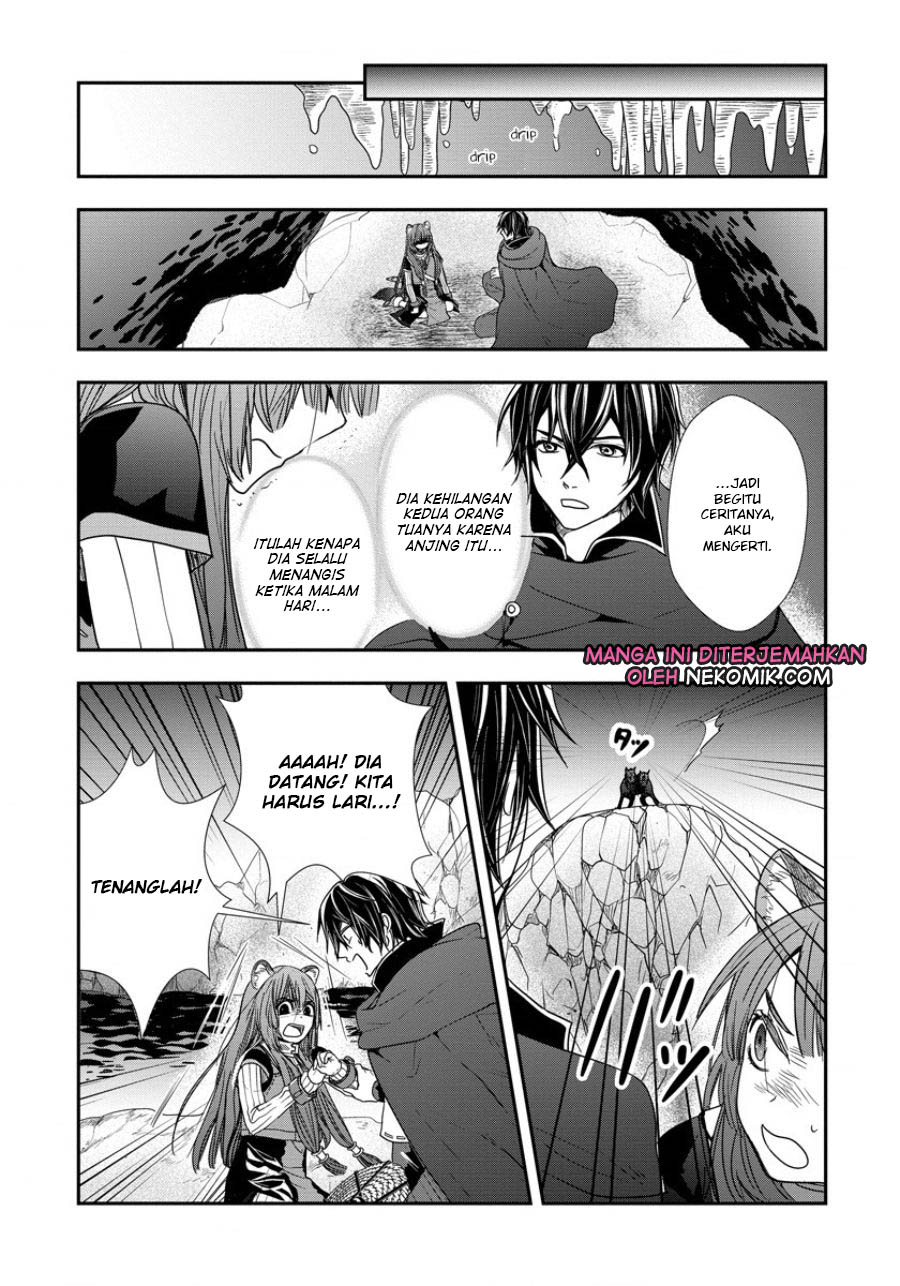 drip
drip
...JADI
BEGITU
CERITANYA,
AKU
MENGERTI.
DIA KEHILANGAN
KEDUA ORANG
TUANYA KARENA
ANJING ITU...
ITULAH KENAPA
DIA SELALU
MENANGIS
KETIKA MALAM
HARI...
MANGA INI DITERJEMAHKAN
OLEH NEKOMIK.COM
タッ
バッ
AAAAH! DIA
DATANG! KITA
HARUS LARI...!
TENANGLAH!